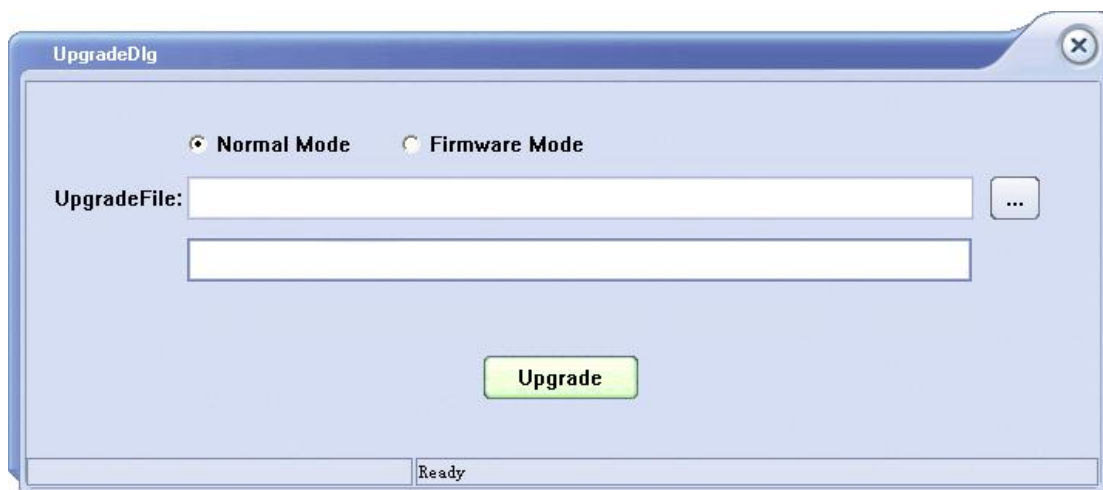 UpgradeDlg
Normal Mode Firmware Mode
UpgradeFile: ...
Upgrade
Ready